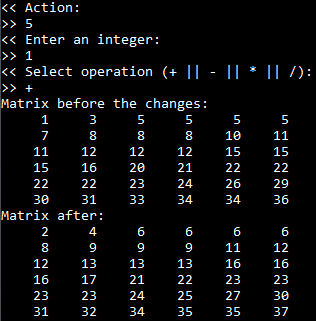 << Action:
>> 5
<< Enter an integer:
>> 1
<< Select operation (+ || - || * || /):
>> +
Matrix before the changes:
1 3 5 5 5 5
7 8 8 8 10 11
11 12 12 12 15 15
15 16 20 21 22 22
22 22 23 24 26 29
30 31 33 34 34 36
Matrix after:
2 4 6 6 6 6
8 9 9 9 11 12
12 13 13 13 16 16
16 17 21 22 23 23
23 23 24 25 27 30
31 32 34 35 35 37